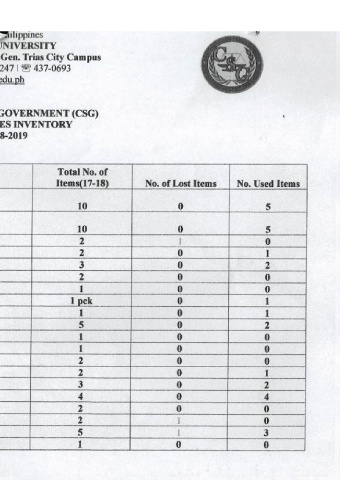 hilippines
UNIVERSITY
Gen. Trias City Campus
247 | ☏ 437-0693
edu.ph
GOVERNMENT (CSG)
ES INVENTORY
8-2019
Total No. of Items(17-18) No. of Lost Items No. Used Items
10 0 5
10 0 5
2 1 0
2 0 1
3 0 2
2 0 0
1 0 0
1 pck 0 1
1 0 1
5 0 2
1 0 0
1 0 0
2 0 0
2 0 1
3 0 2
4 0 4
2 0 0
2 1 0
5 1 3
1 0 0